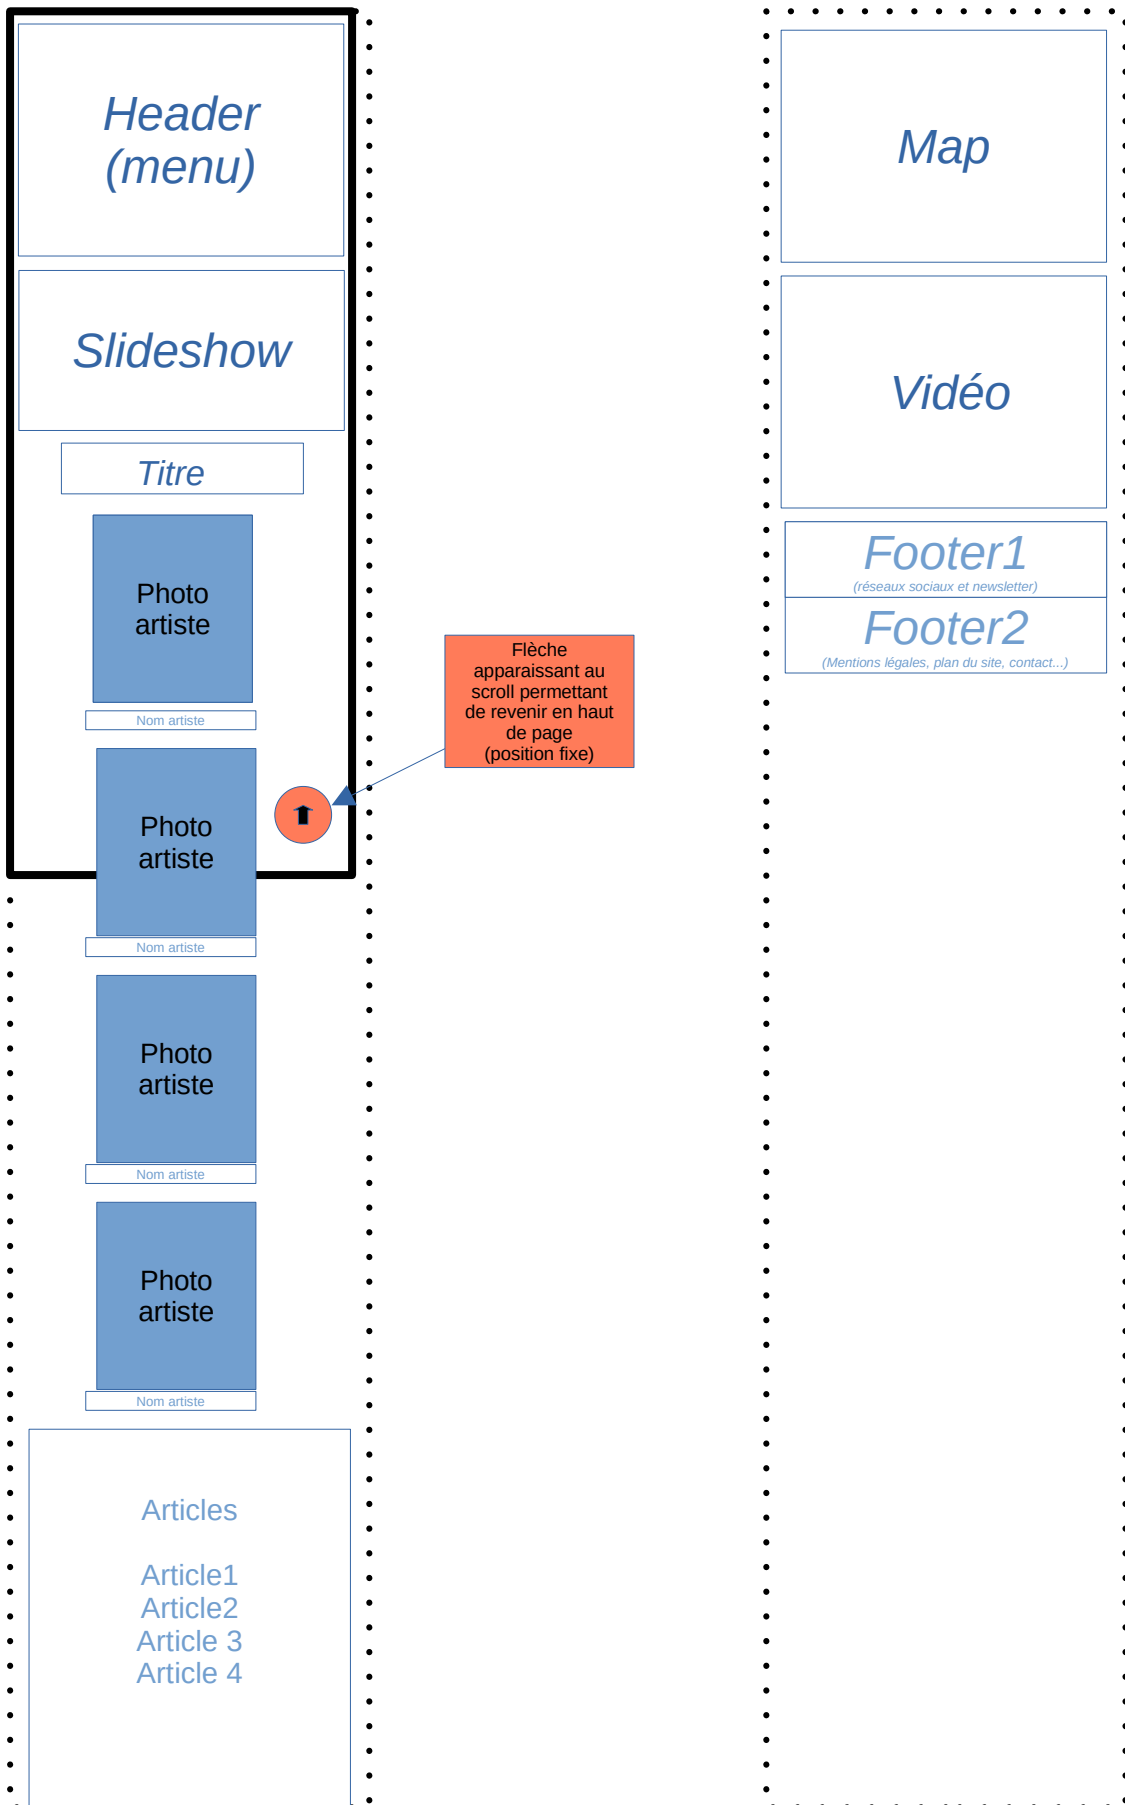 Header
(menu)
Slideshow
Titre
Photo
artiste
Nom artiste
Photo
artiste
Nom artiste
Photo
artiste
Nom artiste
Photo
artiste
Nom artiste
Articles
Article1
Article2
Article 3
Article 4
Flèche
apparaissant au
scroll permettant
de revenir en haut
de page
(position fixe)
Map
Vidéo
Footer1
(réseaux sociaux et newsletter)
Footer2
(Mentions légales, plan du site, contact...)